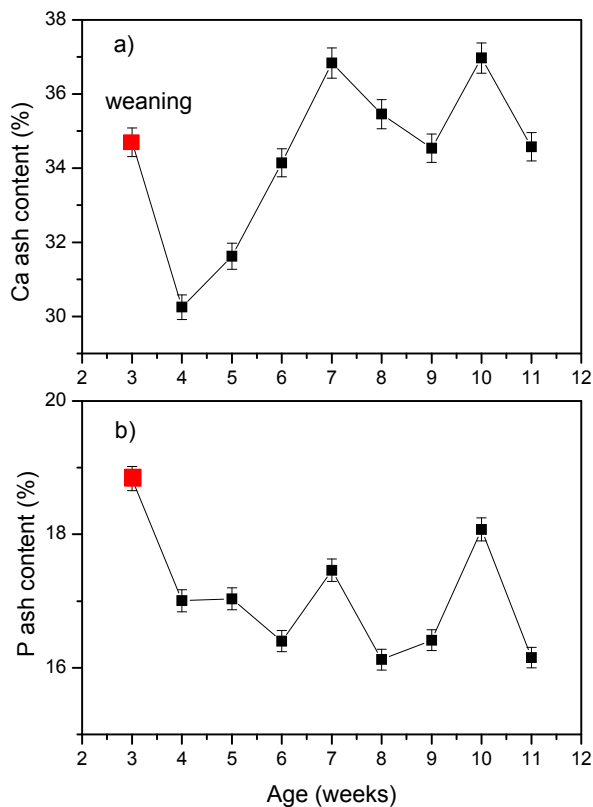 a)
weaning
Ca ash content (%)
38
36
34
32
30
2 3 4 5 6 7 8 9 10 11 12
b)
P ash content (%)
20
18
16
2 3 4 5 6 7 8 9 10 11 12
Age (weeks)